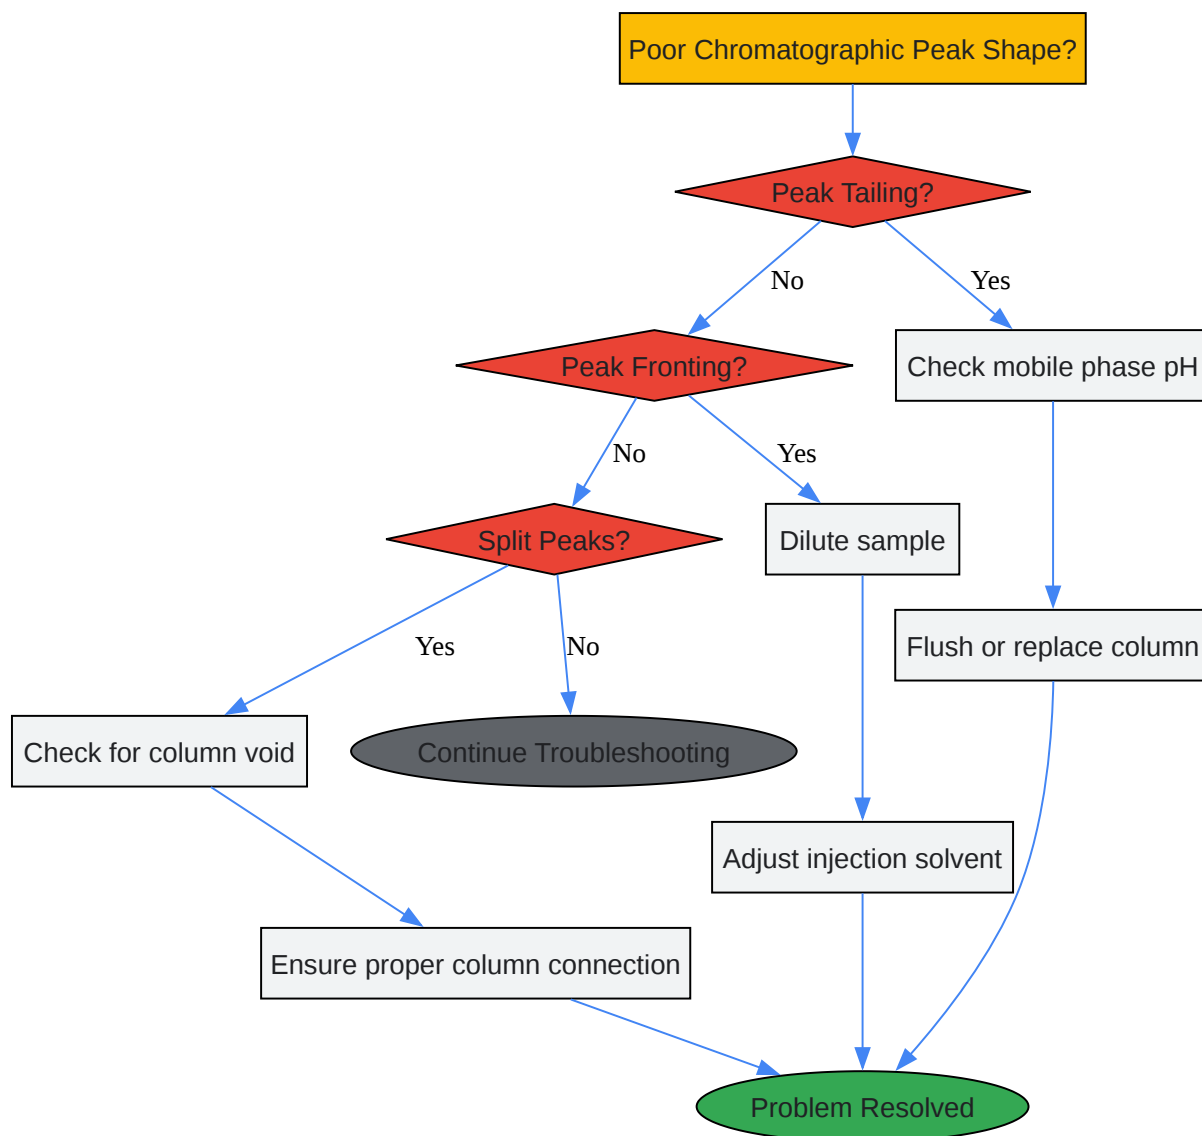 Poor Chromatographic Peak Shape?
Peak Tailing?
No
Yes
Peak Fronting?
Check mobile phase pH
No
Yes
Split Peaks?
Dilute sample
Yes
No
Flush or replace column
Check for column void
Continue Troubleshooting
Adjust injection solvent
Ensure proper column connection
Problem Resolved